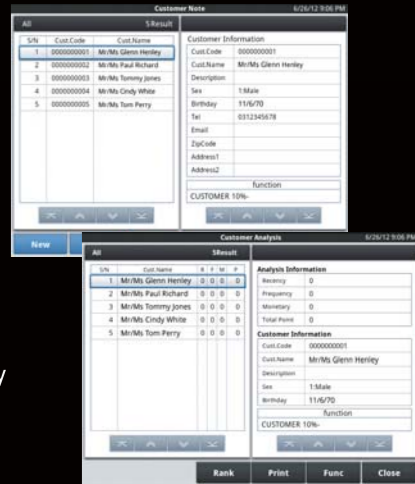 Customer Note 6/26/12 9:06 PM
All 5Result
S/N Cust.Code Cust.Name
1 0000000001 Mr/Ms Glenn Henley
2 0000000002 Mr/Ms Paul Richard
3 0000000003 Mr/Ms Tommy Jones
4 0000000004 Mr/Ms Cindy White
5 0000000005 Mr/Ms Tom Perry
Customer Information
Cust.Code 0000000001
Cust.Name Mr/Ms Glenn Henley
Description
Sex 1:Male
Birthday 11/6/70
Tel 0312345678
Email
ZipCode
Address1
Address2
function
CUSTOMER 10%-
New
Customer Analysis 6/26/12 9:06 PM
All 5Result
S/N Cust.Name R F M P
1 Mr/Ms Glenn Henley 0 0 0 0
2 Mr/Ms Paul Richard 0 0 0 0
3 Mr/Ms Tommy Jones 0 0 0 0
4 Mr/Ms Cindy White 0 0 0 0
5 Mr/Ms Tom Perry 0 0 0 0
Analysis Information
Recency 0
Frequency 0
Monetary 0
Total Point 0
Customer Information
Cust.Code 0000000001
Cust.Name Mr/Ms Glenn Henley
Description
Sex 1:Male
Birthday 11/6/70
function
CUSTOMER 10%-
Rank Print Func Close